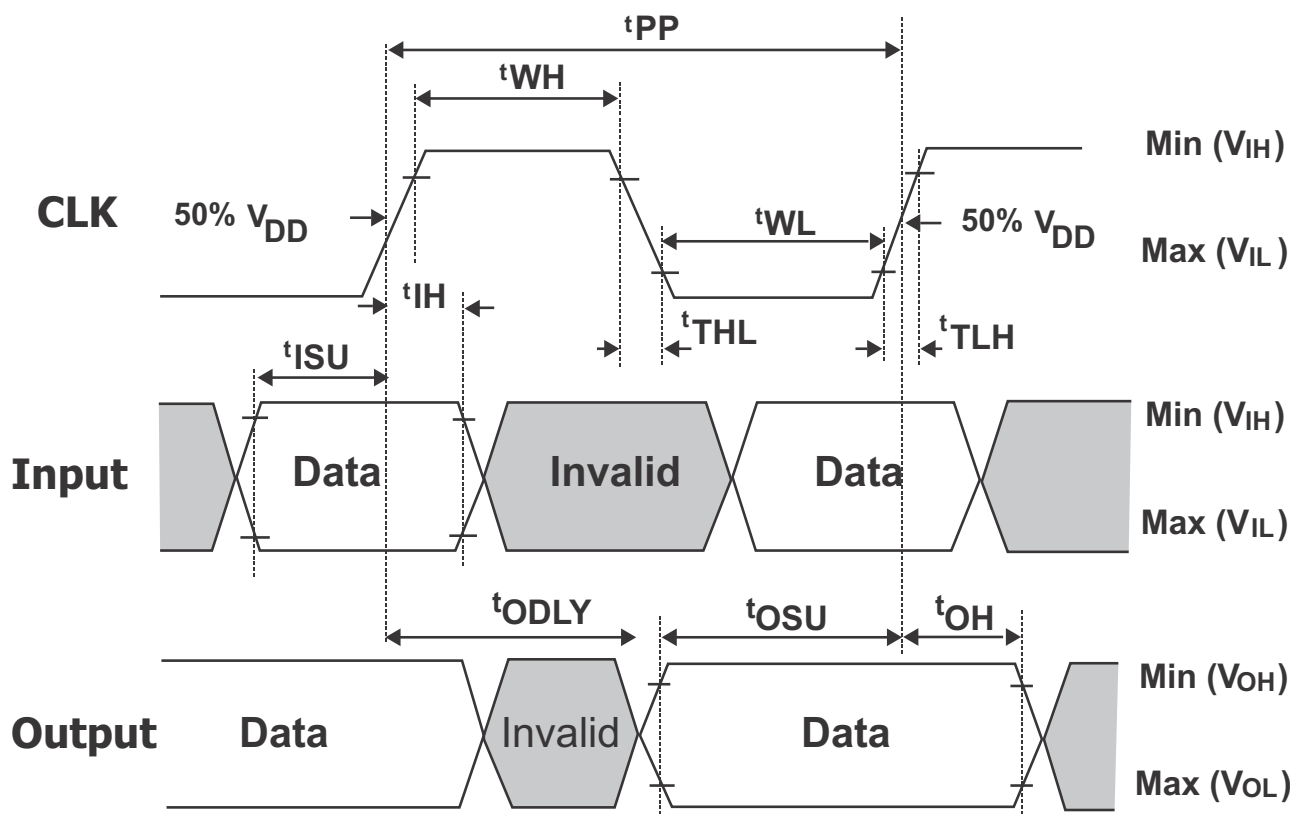 tPP
tWH
Min (VIH)
CLK
50% VDD
tWL
50% VDD
Max (VIL)
tIH
tTHL
tTLH
tISU
Min (VIH)
Input
Data
Invalid
Data
Max (VIL)
tODLY
tOSU
tOH
Min (VOH)
Output
Data
Invalid
Data
Max (VOL)